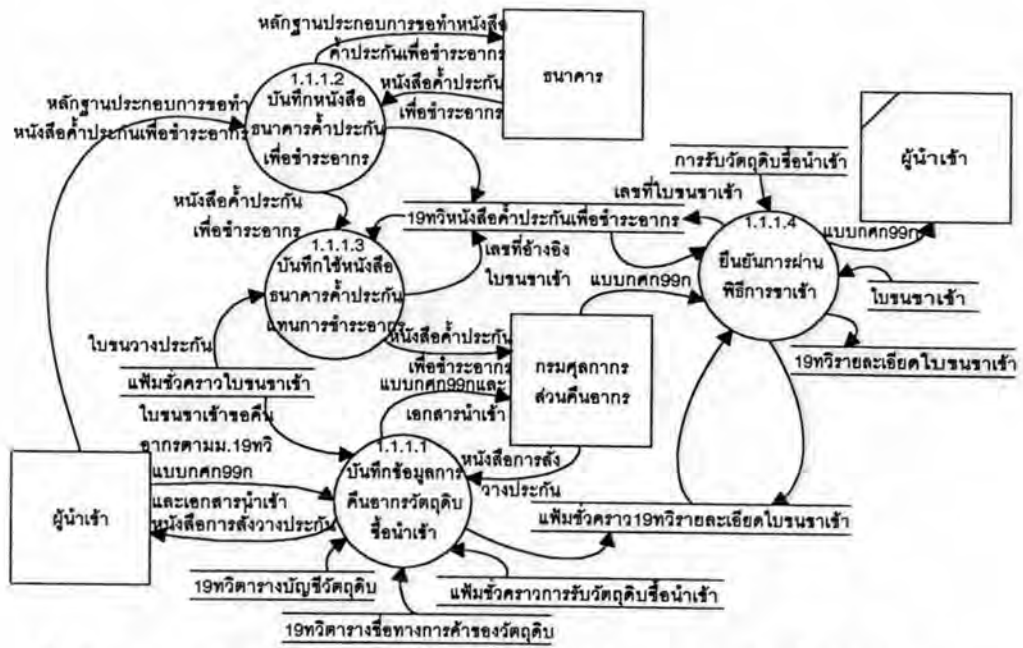 หลักฐานประกอบการขอทำหนังสือ
ค้ำประกันเพื่อชำระอากร
ธนาคาร
1.1.1.2
บันทึกหนังสือ
ธนาคารค้ำประกัน
เพื่อชำระอากร
หนังสือค้ำประกัน
เพื่อชำระอากร
หลักฐานประกอบการขอทำ
หนังสือค้ำประกันเพื่อชำระอากร
การรับวัตถุดิบซื้อนำเข้า
ผู้นำเข้า
หนังสือค้ำประกัน
เพื่อชำระอากร
19ทวิหนังสือค้ำประกันเพื่อชำระอากร
เลขที่ใบขนขาเข้า
1.1.1.4
ยืนยันการผ่าน
พิธีการขาเข้า
แบบกศก99ก
1.1.1.3
บันทึกใช้หนังสือ
ธนาคารค้ำประกัน
แทนการชำระอากร
เลขที่อ้างอิง
ใบขนขาเข้า
แบบกศก99ก
ใบขนขาเข้า
ใบขนวางประกัน
หนังสือค้ำประกัน
เพื่อชำระอากร
กรมศุลกากร
ส่วนคืนอากร
19ทวิรายละเอียดใบขนขาเข้า
แฟ้มชั่วคราวใบขนขาเข้า
แบบกศก99กและ
เอกสารนำเข้า
ใบขนขาเข้าขอคืน
อากรตามม.19ทวิ
1.1.1.1
บันทึกข้อมูลการ
คืนอากรวัตถุดิบ
ซื้อนำเข้า
หนังสือการสั่ง
วางประกัน
ผู้นำเข้า
แบบกศก99ก
และเอกสารนำเข้า
หนังสือการสั่งวางประกัน
แฟ้มชั่วคราว19ทวิรายละเอียดใบขนขาเข้า
19ทวิตารางบัญชีวัตถุดิบ
แฟ้มชั่วคราวการรับวัตถุดิบซื้อนำเข้า
19ทวิตารางชื่อทางการค้าของวัตถุดิบ